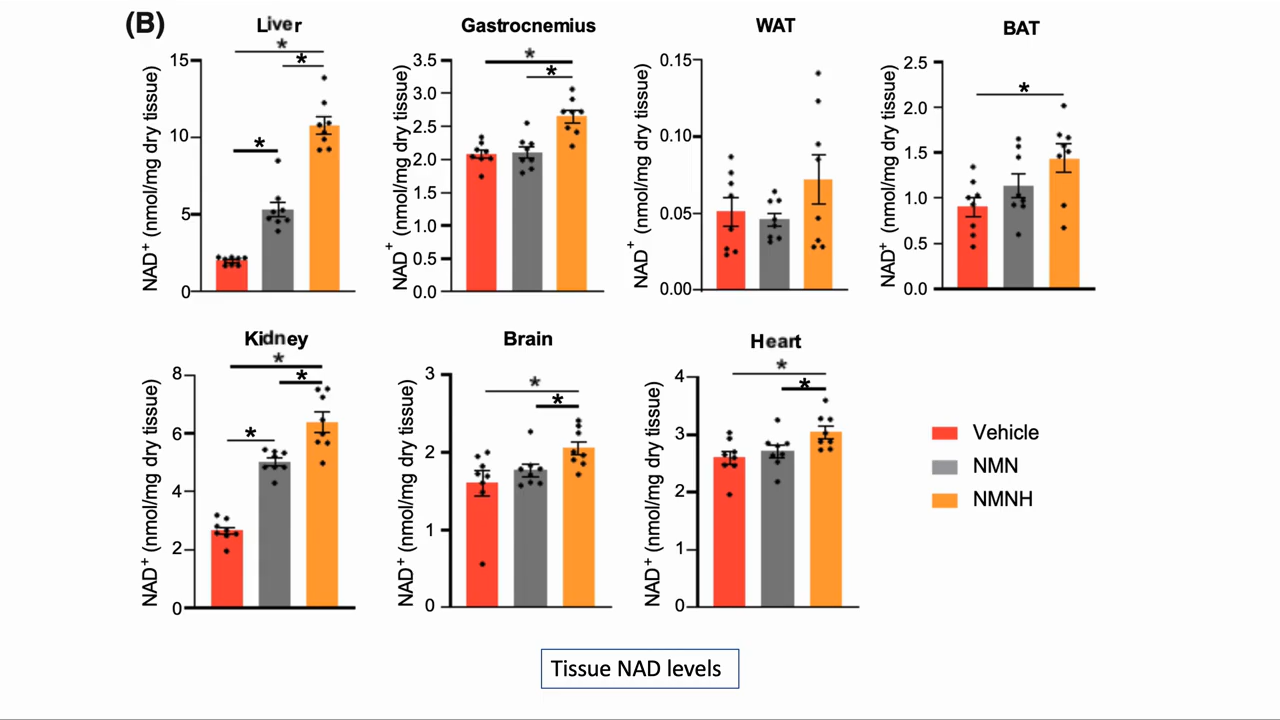 (B)
Liver
Gastrocnemius
WAT
BAT
NAD⁺ (nmol/mg dry tissue)
15
10
5
0
*
*
*
NAD⁺ (nmol/mg dry tissue)
3.5
3.0
2.5
2.0
1.5
1.0
0.5
0.0
*
*
NAD⁺ (nmol/mg dry tissue)
0.15
0.10
0.05
0.00
NAD⁺ (nmol/mg dry tissue)
2.5
2.0
1.5
1.0
0.5
0.0
*
Kidney
Brain
Heart
NAD⁺ (nmol/mg dry tissue)
8
6
4
2
0
*
*
*
NAD⁺ (nmol/mg dry tissue)
3
2
1
0
*
*
NAD⁺ (nmol/mg dry tissue)
4
3
2
1
0
*
*
Vehicle
NMN
NMNH
Tissue NAD levels